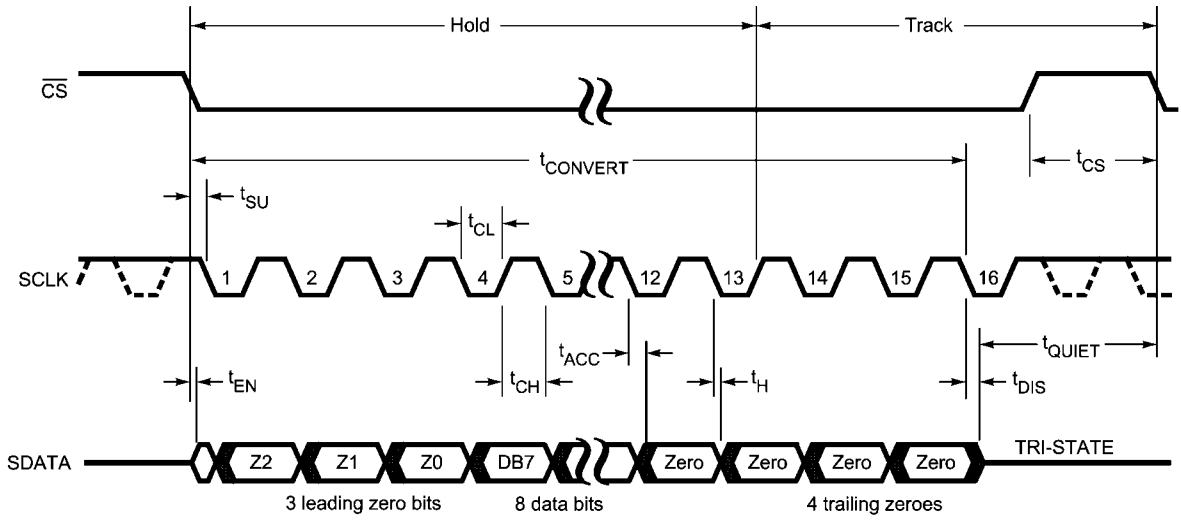 Hold Track
CS
tCONVERT tCS
tSU
tCL
SCLK 1 2 3 4 5 12 13 14 15 16
tACC tQUIET
tEN tCH tH tDIS
SDATA Z2 Z1 Z0 DB7 Zero Zero Zero Zero TRI-STATE
3 leading zero bits 8 data bits 4 trailing zeroes